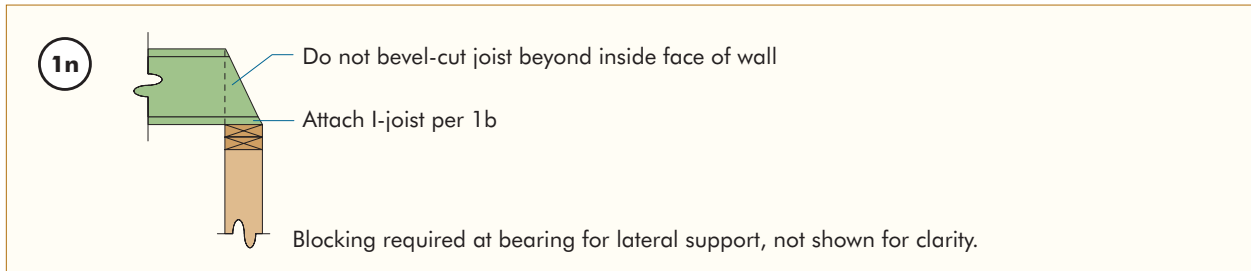 1n
Do not bevel-cut joist beyond inside face of wall
Attach I-joist per 1b
Blocking required at bearing for lateral support, not shown for clarity.